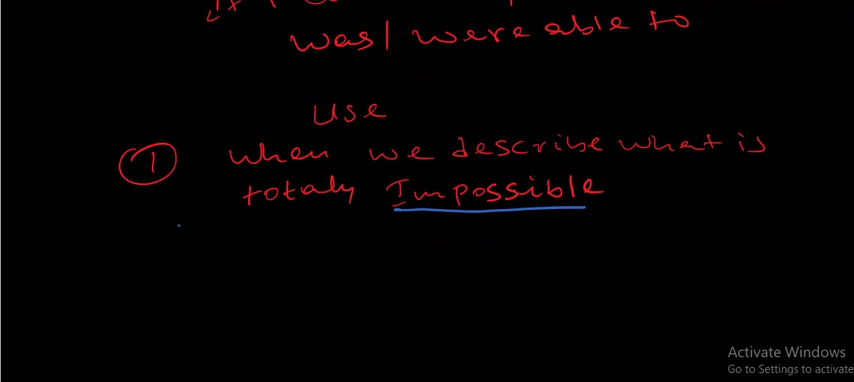 was/were able to
Use
① when we describe what is
totaly Impossible
Activate Windows
Go to Settings to activate